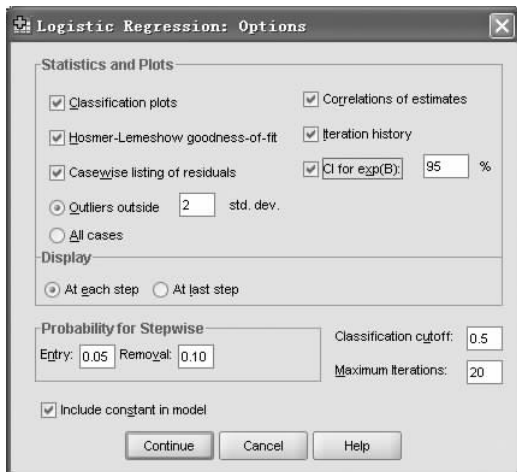 Logistic Regression: Options
Statistics and Plots
Classification plots
Correlations of estimates
Hosmer-Lemeshow goodness-of-fit
Iteration history
Casewise listing of residuals
CI for exp(B): 95 %
Outliers outside 2 std. dev.
All cases
Display
At each step At last step
Probability for Stepwise
Entry: 0.05 Removal: 0.10
Classification cutoff: 0.5
Maximum Iterations: 20
Include constant in model
Continue Cancel Help